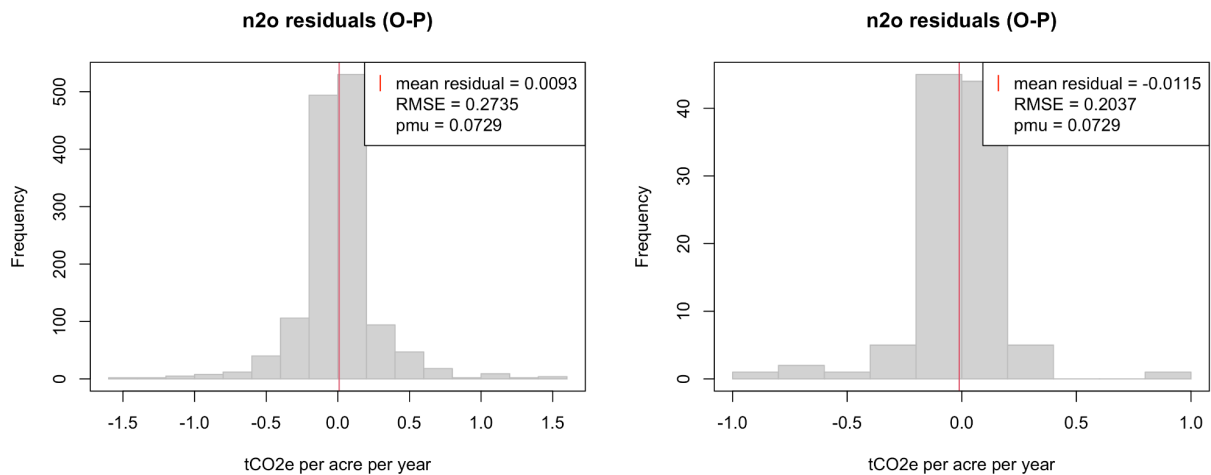 n2o residuals (O-P)
mean residual = 0.0093
RMSE = 0.2735
pmu = 0.0729
Frequency
0 100 200 300 400 500
-1.5 -1.0 -0.5 0.0 0.5 1.0 1.5
tCO2e per acre per year
n2o residuals (O-P)
mean residual = -0.0115
RMSE = 0.2037
pmu = 0.0729
Frequency
0 10 20 30 40
-1.0 -0.5 0.0 0.5 1.0
tCO2e per acre per year